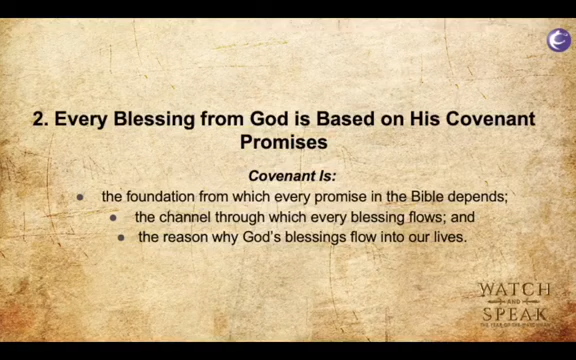 2. Every Blessing from God is Based on His Covenant
Promises
Covenant Is:
● the foundation from which every promise in the Bible depends;
● the channel through which every blessing flows; and
● the reason why God's blessings flow into our lives.
WATCH
AND
SPEAK